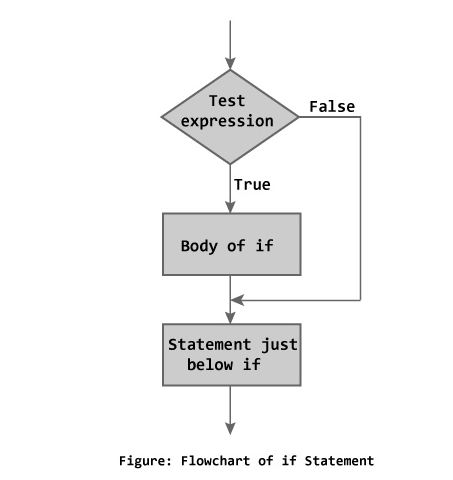 Test
expression
False
True
Body of if
Statement just
below if
Figure: Flowchart of if Statement